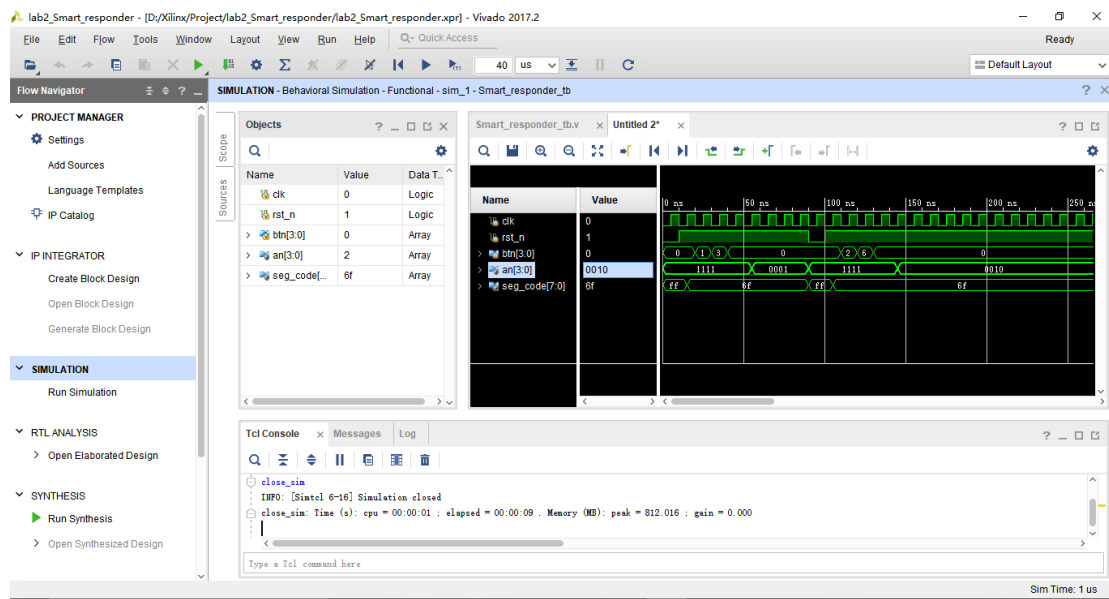 lab2_Smart_responder - [D:/Xilinx/Project/lab2_Smart_responder/lab2_Smart_responder.xpr] - Vivado 2017.2
File Edit Flow Tools Window Layout View Run Help Quick Access Ready
40 us Default Layout
Flow Navigator
SIMULATION - Behavioral Simulation - Functional - sim_1 - Smart_responder_tb
PROJECT MANAGER
Settings
Add Sources
Language Templates
IP Catalog
IP INTEGRATOR
Create Block Design
Open Block Design
Generate Block Design
SIMULATION
Run Simulation
RTL ANALYSIS
Open Elaborated Design
SYNTHESIS
Run Synthesis
Open Synthesized Design
Scope
Sources
Objects
Name Value Data T..
clk 0 Logic
rst_n 1 Logic
btn[3:0] 0 Array
an[3:0] 2 Array
seg_code[... 6f Array
Smart_responder_tb.v Untitled 2*
Name Value
0 ns 50 ns 100 ns 150 ns 200 ns 250 n
clk 0
rst_n 1
btn[3:0] 0 0 1 3 0 2 6 0
an[3:0] 0010 1111 0001 1111 0010
seg_code[7:0] 6f ff 6f ff 6f
Tcl Console Messages Log
close_sim
INFO: [Simtcl 6-16] Simulation closed
close_sim: Time (s): cpu = 00:00:01 ; elapsed = 00:00:09 . Memory (MB): peak = 812.016 ; gain = 0.000
Type a Tcl command here
Sim Time: 1 us